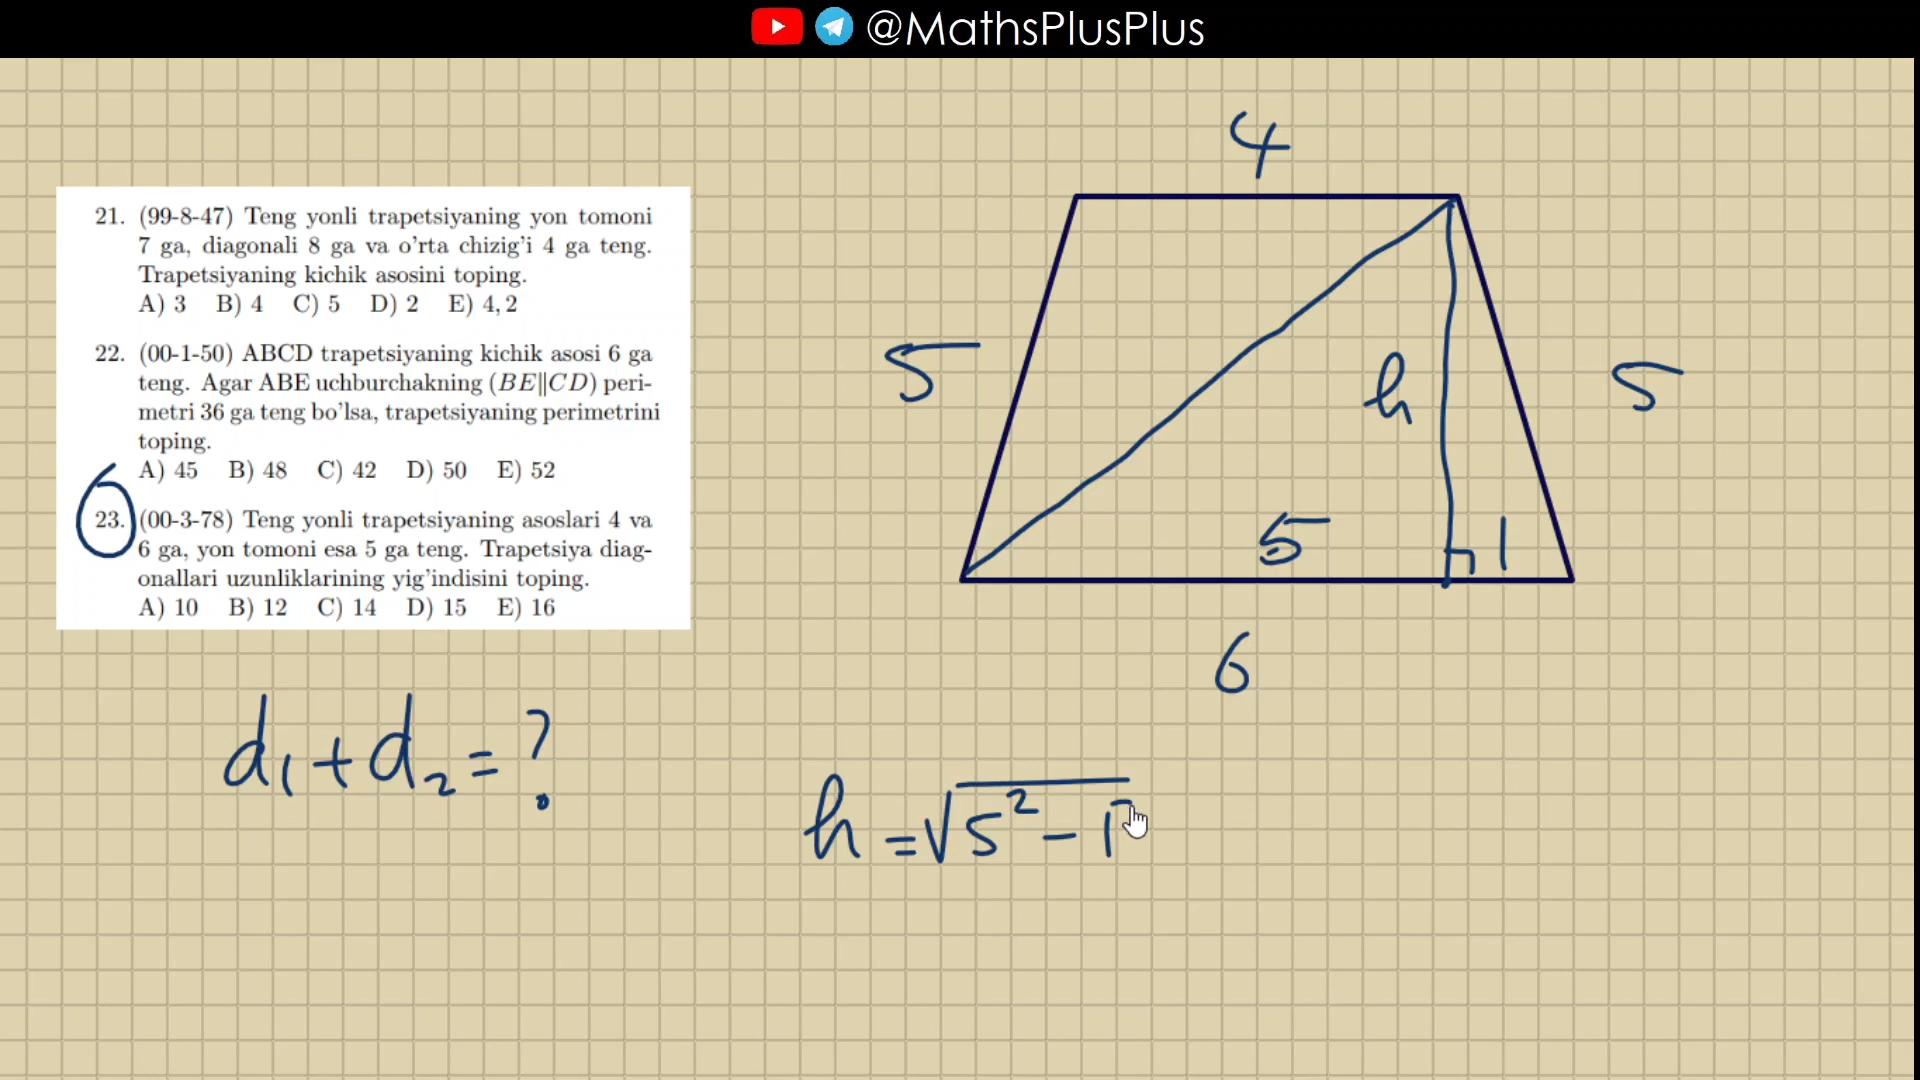 @MathsPlusPlus
21. (99-8-47) Teng yonli trapetsiyaning yon tomoni
7 ga, diagonali 8 ga va o'rta chizig'i 4 ga teng.
Trapetsiyaning kichik asosini toping.
A) 3 B) 4 C) 5 D) 2 E) 4, 2
22. (00-1-50) ABCD trapetsiyaning kichik asosi 6 ga
teng. Agar ABE uchburchakning (BE||CD) peri-
metri 36 ga teng bo'lsa, trapetsiyaning perimetrini
toping.
A) 45 B) 48 C) 42 D) 50 E) 52
23. (00-3-78) Teng yonli trapetsiyaning asoslari 4 va
6 ga, yon tomoni esa 5 ga teng. Trapetsiya diag-
onallari uzunliklarining yig'indisini toping.
A) 10 B) 12 C) 14 D) 15 E) 16
d₁+d₂=?
4
5
h
5
5
1
6
h=√5²-1